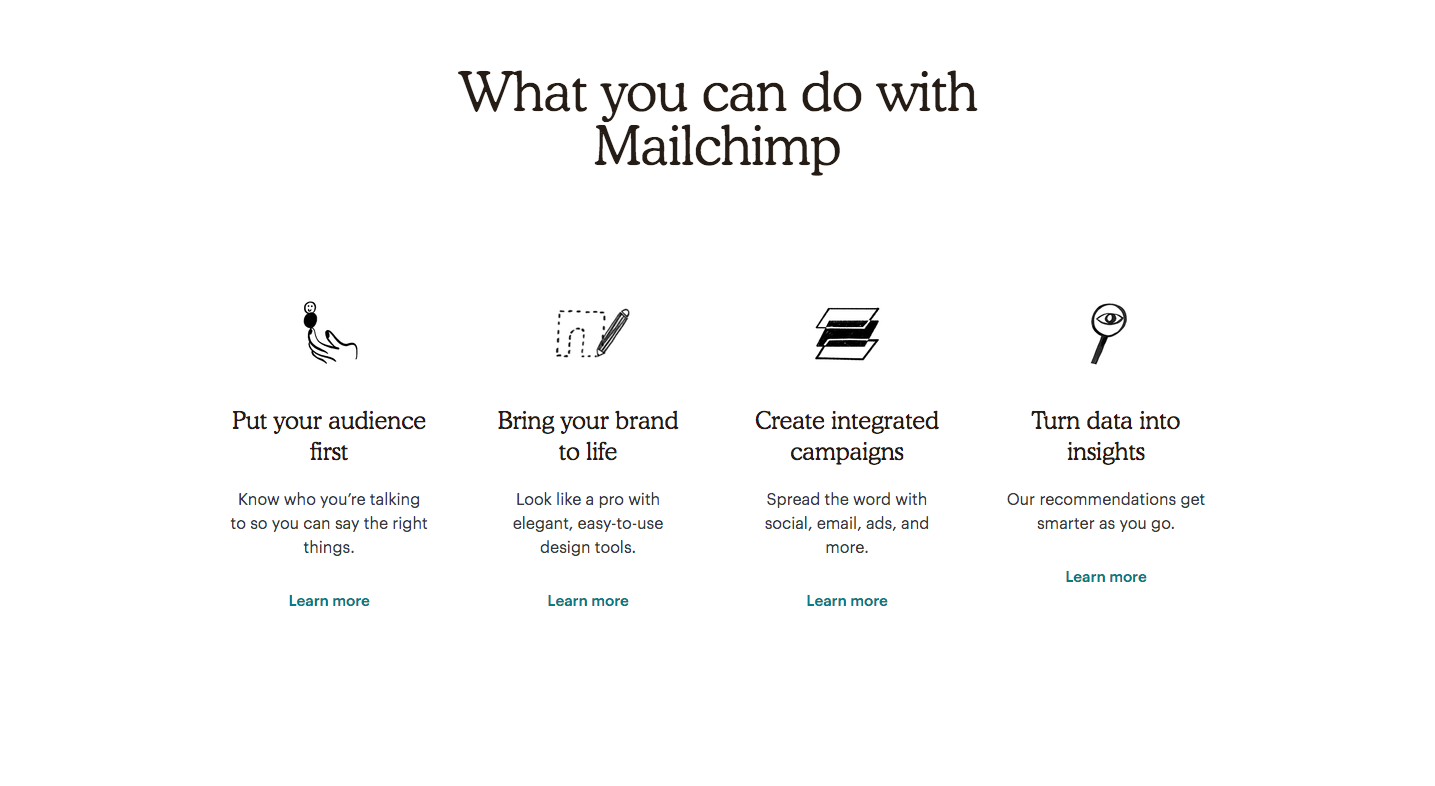 What you can do with
Mailchimp
Put your audience
first
Know who you’re talking
to so you can say the right
things.
Learn more
Bring your brand
to life
Look like a pro with
elegant, easy-to-use
design tools.
Learn more
Create integrated
campaigns
Spread the word with
social, email, ads, and
more.
Learn more
Turn data into
insights
Our recommendations get
smarter as you go.
Learn more